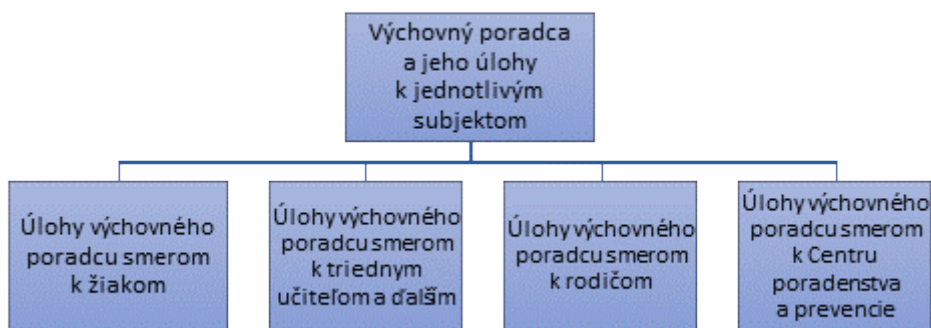 Výchovný poradca
a jeho úlohy
k jednotlivým
subjektom
Úlohy výchovného
poradcu smerom
k žiakom
Úlohy výchovného
poradcu smerom
k triednym
učiteľom a ďalším
Úlohy výchovného
poradcu smerom
k rodičom
Úlohy výchovného
poradcu smerom
k Centru
poradenstva
a prevencie